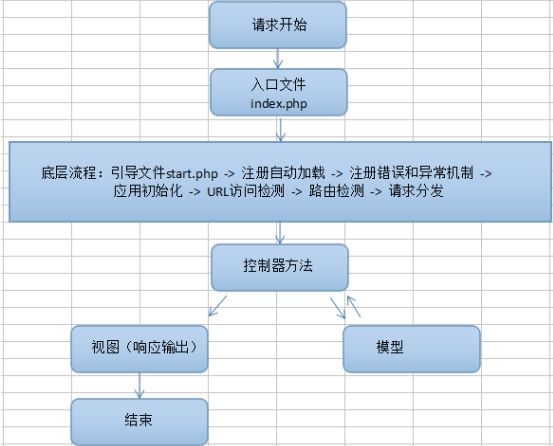 请求开始
入口文件
index.php
底层流程：引导文件start.php -> 注册自动加载 -> 注册错误和异常机制 ->
应用初始化 -> URL访问检测 -> 路由检测 -> 请求分发
控制器方法
视图（响应输出）
模型
结束